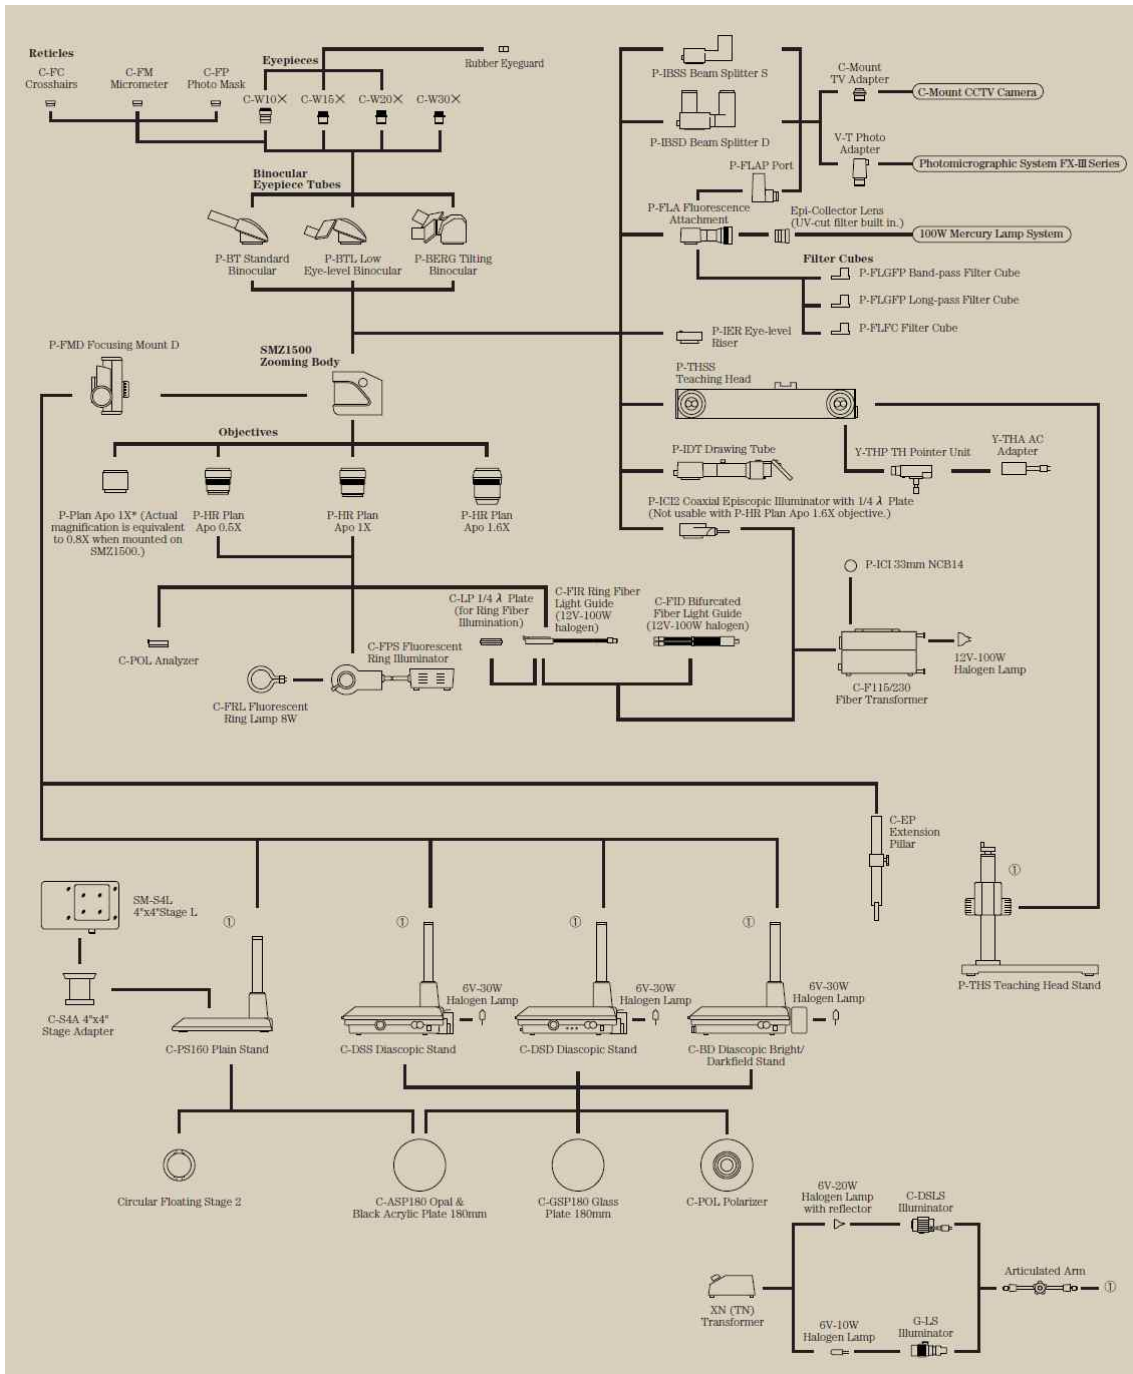 Reticles
C-FC
Crosshairs
C-FM
Micrometer
C-FP
Photo Mask
Eyepieces
C-W10×
C-W15×
C-W20×
C-W30×
Rubber Eyeguard
Binocular
Eyepiece Tubes
P-BT Standard
Binocular
P-BTL Low
Eye-level Binocular
P-BERG Tilting
Binocular
P-IBSS Beam Splitter S
P-IBSD Beam Splitter D
C-Mount
TV Adapter
C-Mount CCTV Camera
V-T Photo
Adapter
Photomicrographic System FX-III Series
P-FLAP Port
P-FLA Fluorescence
Attachment
Epi-Collector Lens
(UV-cut filter built in.)
100W Mercury Lamp System
Filter Cubes
P-FLGFP Band-pass Filter Cube
P-FLGFP Long-pass Filter Cube
P-FLFC Filter Cube
P-IER Eye-level
Riser
P-FMD Focusing Mount D
SMZ1500
Zooming Body
P-THSS
Teaching Head
Objectives
P-Plan Apo 1X* (Actual
magnification is equivalent
to 0.8X when mounted on
SMZ1500.)
P-HR Plan
Apo 0.5X
P-HR Plan
Apo 1X
P-HR Plan
Apo 1.6X
P-IDT Drawing Tube
Y-THP TH Pointer Unit
Y-THA AC
Adapter
P-ICI2 Coaxial Episcopic Illuminator with 1/4 λ Plate
(Not usable with P-HR Plan Apo 1.6X objective.)
P-ICI 33mm NCB14
C-POL Analyzer
C-LP 1/4 λ Plate
(for Ring Fiber
Illumination)
C-FIR Ring Fiber
Light Guide
(12V-100W
halogen)
C-FID Bifurcated
Fiber Light Guide
(12V-100W halogen)
C-FPS Fluorescent
Ring Illuminator
C-FRL Fluorescent
Ring Lamp 8W
C-F115/230
Fiber Transformer
12V-100W
Halogen Lamp
C-EP
Extension
Pillar
SM-S4L
4"x4"Stage L
C-S4A 4"x4"
Stage Adapter
①
①
①
①
①
6V-30W
Halogen Lamp
6V-30W
Halogen Lamp
6V-30W
Halogen Lamp
C-PS160 Plain Stand
C-DSS Diascopic Stand
C-DSD Diascopic Stand
C-BD Diascopic Bright/
Darkfield Stand
P-THS Teaching Head Stand
Circular Floating Stage 2
C-ASP180 Opal &
Black Acrylic Plate 180mm
C-GSP180 Glass
Plate 180mm
C-POL Polarizer
6V-20W
Halogen Lamp
with reflector
C-DSLS
Illuminator
XN (TN)
Transformer
Articulated Arm
①
6V-10W
Halogen Lamp
G-LS
Illuminator